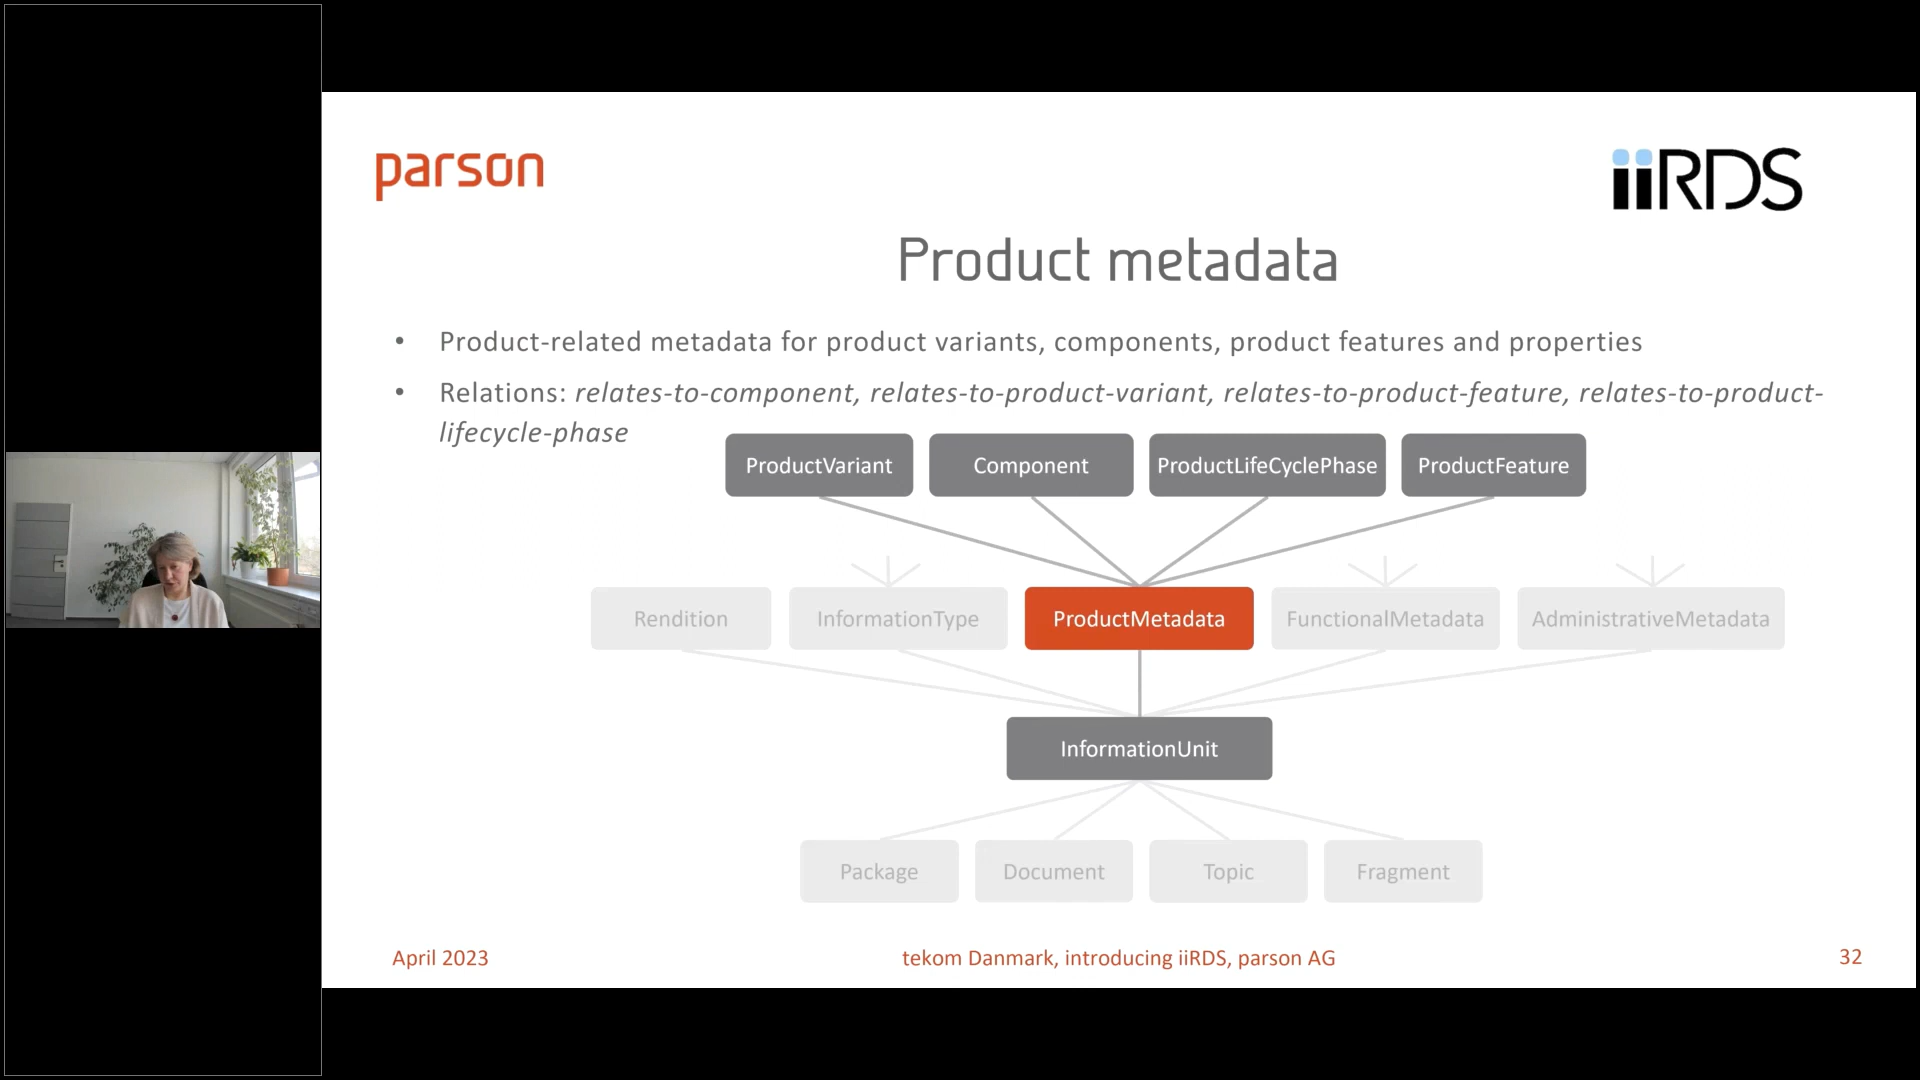 parson
iiRDS
Product metadata
• Product-related metadata for product variants, components, product features and properties
• Relations: relates-to-component, relates-to-product-variant, relates-to-product-feature, relates-to-product-
lifecycle-phase
ProductVariant
Component
ProductLifeCyclePhase
ProductFeature
Rendition
InformationType
ProductMetadata
FunctionalMetadata
AdministrativeMetadata
InformationUnit
Package
Document
Topic
Fragment
April 2023
tekom Danmark, introducing iiRDS, parson AG
32